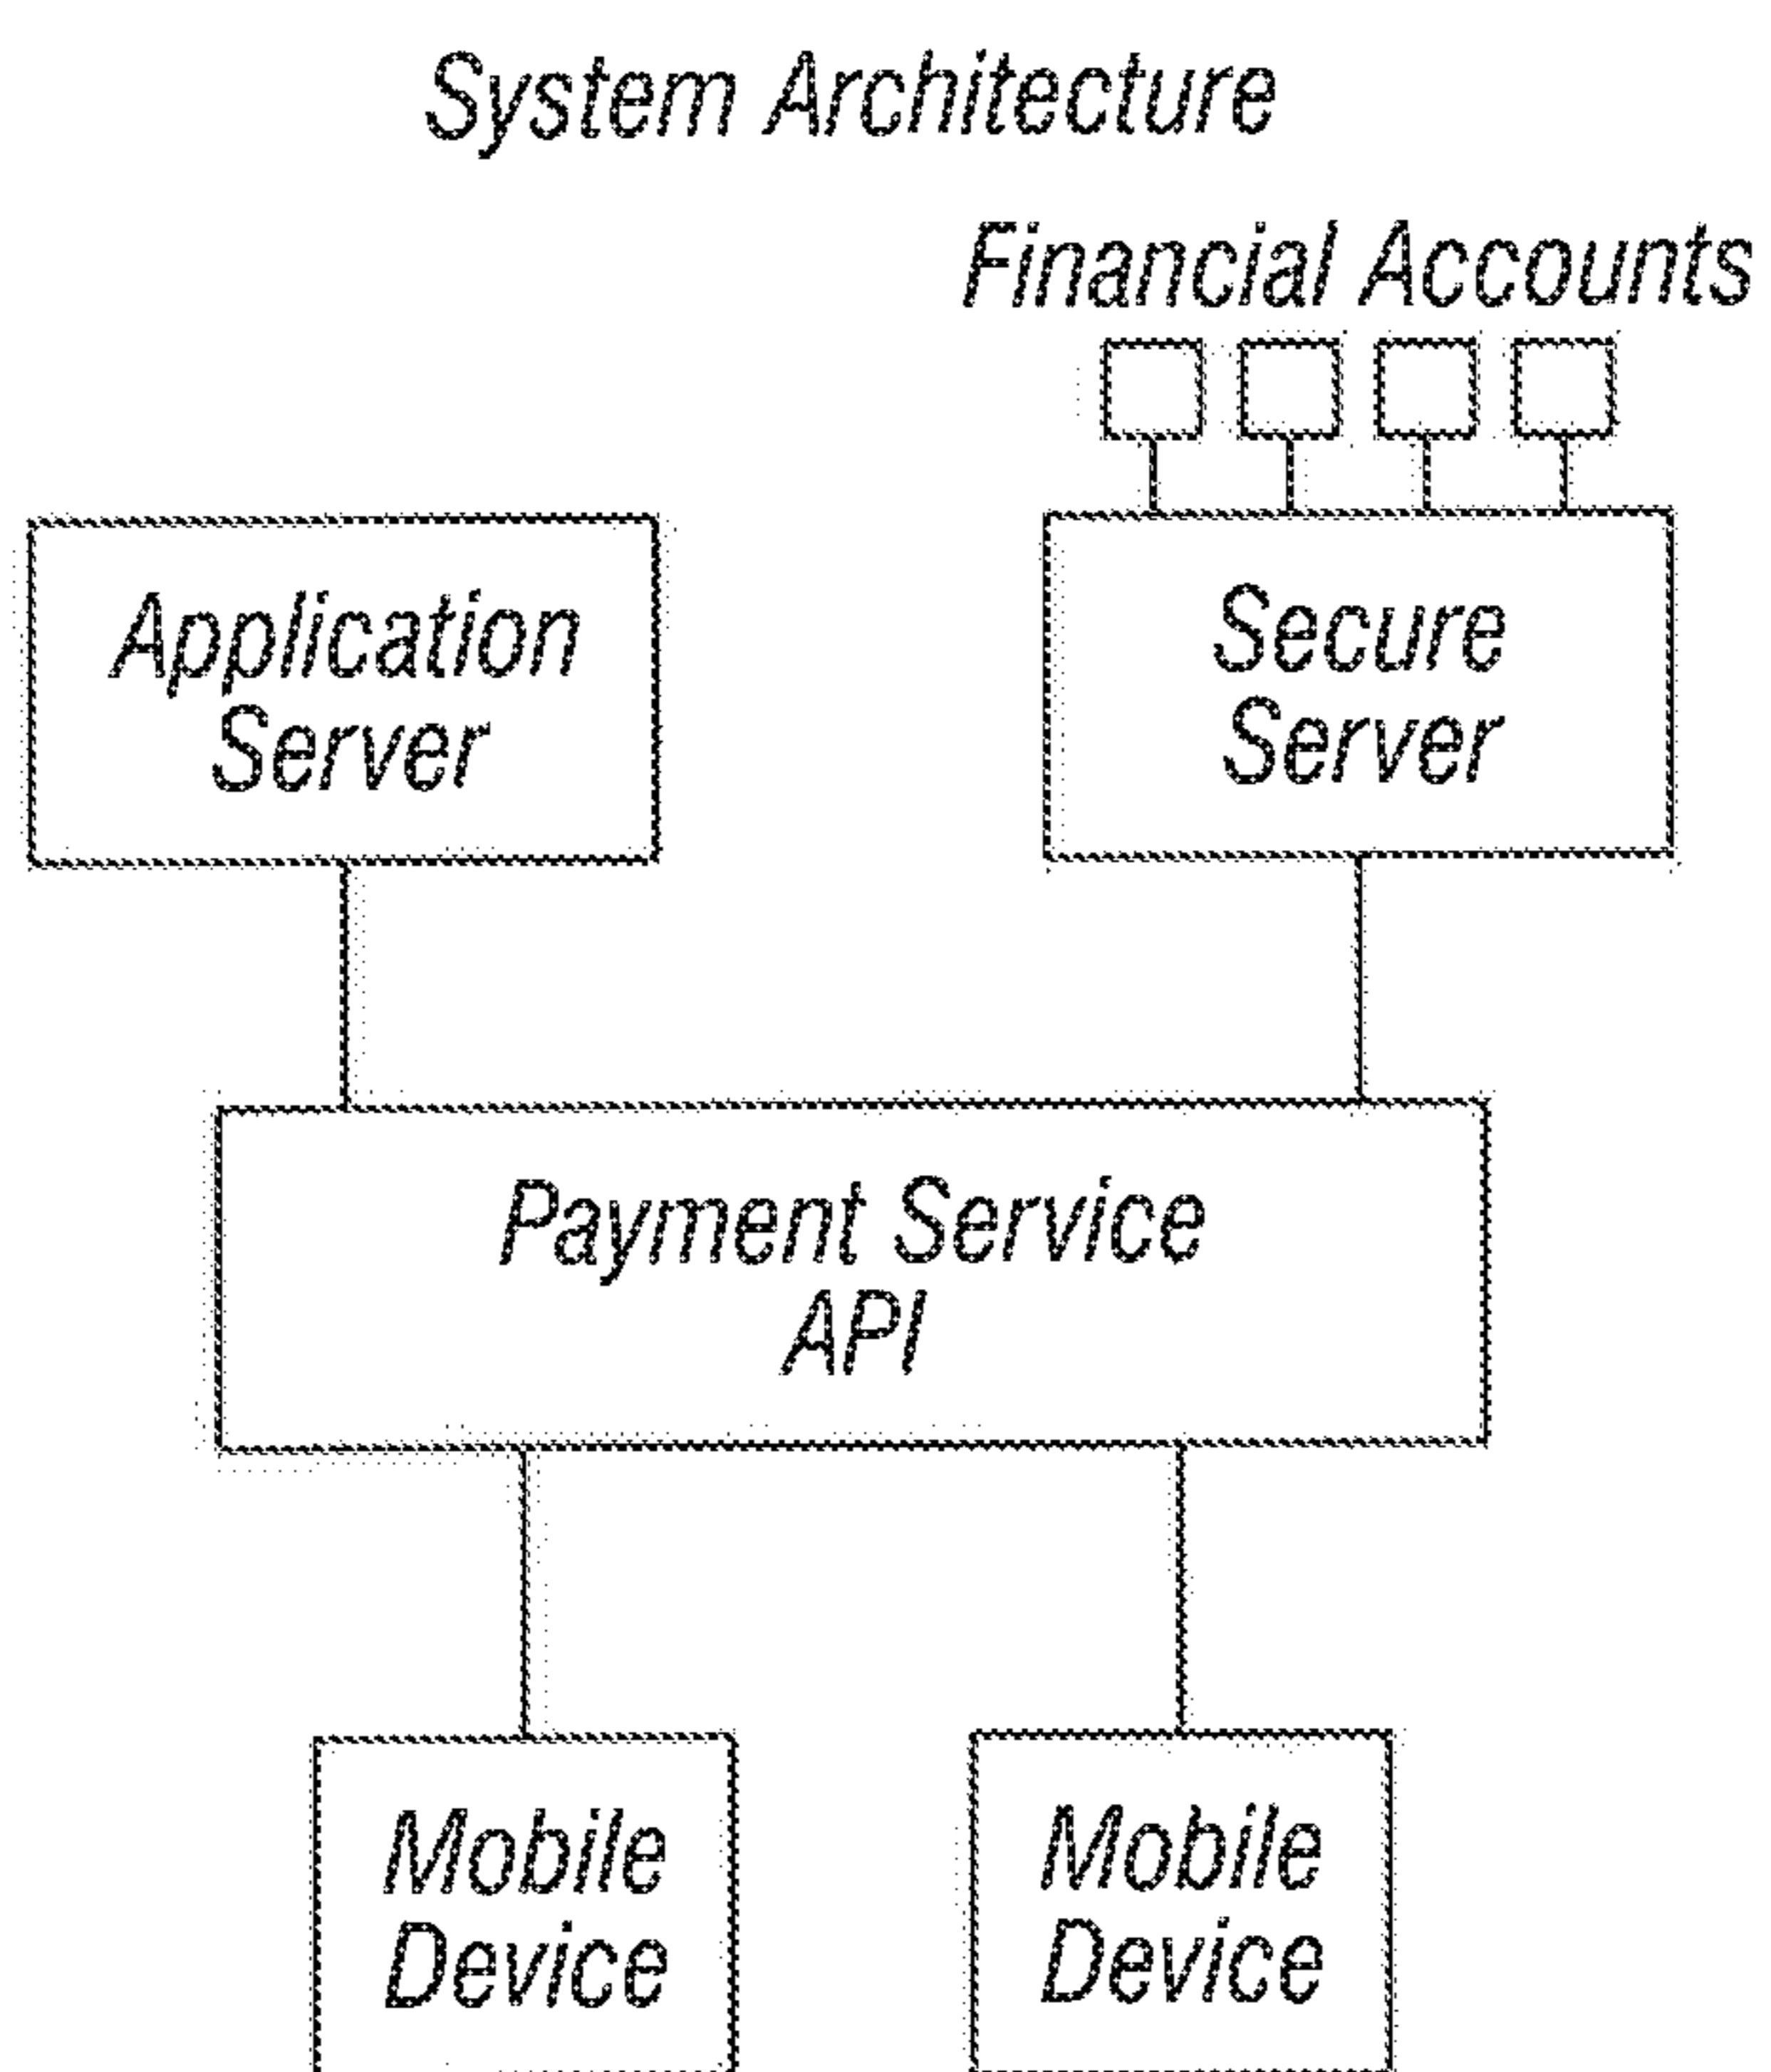 System Architecture
Financial Accounts
Application
Server
Secure
Server
Payment Service
API
Mobile
Device
Mobile
Device